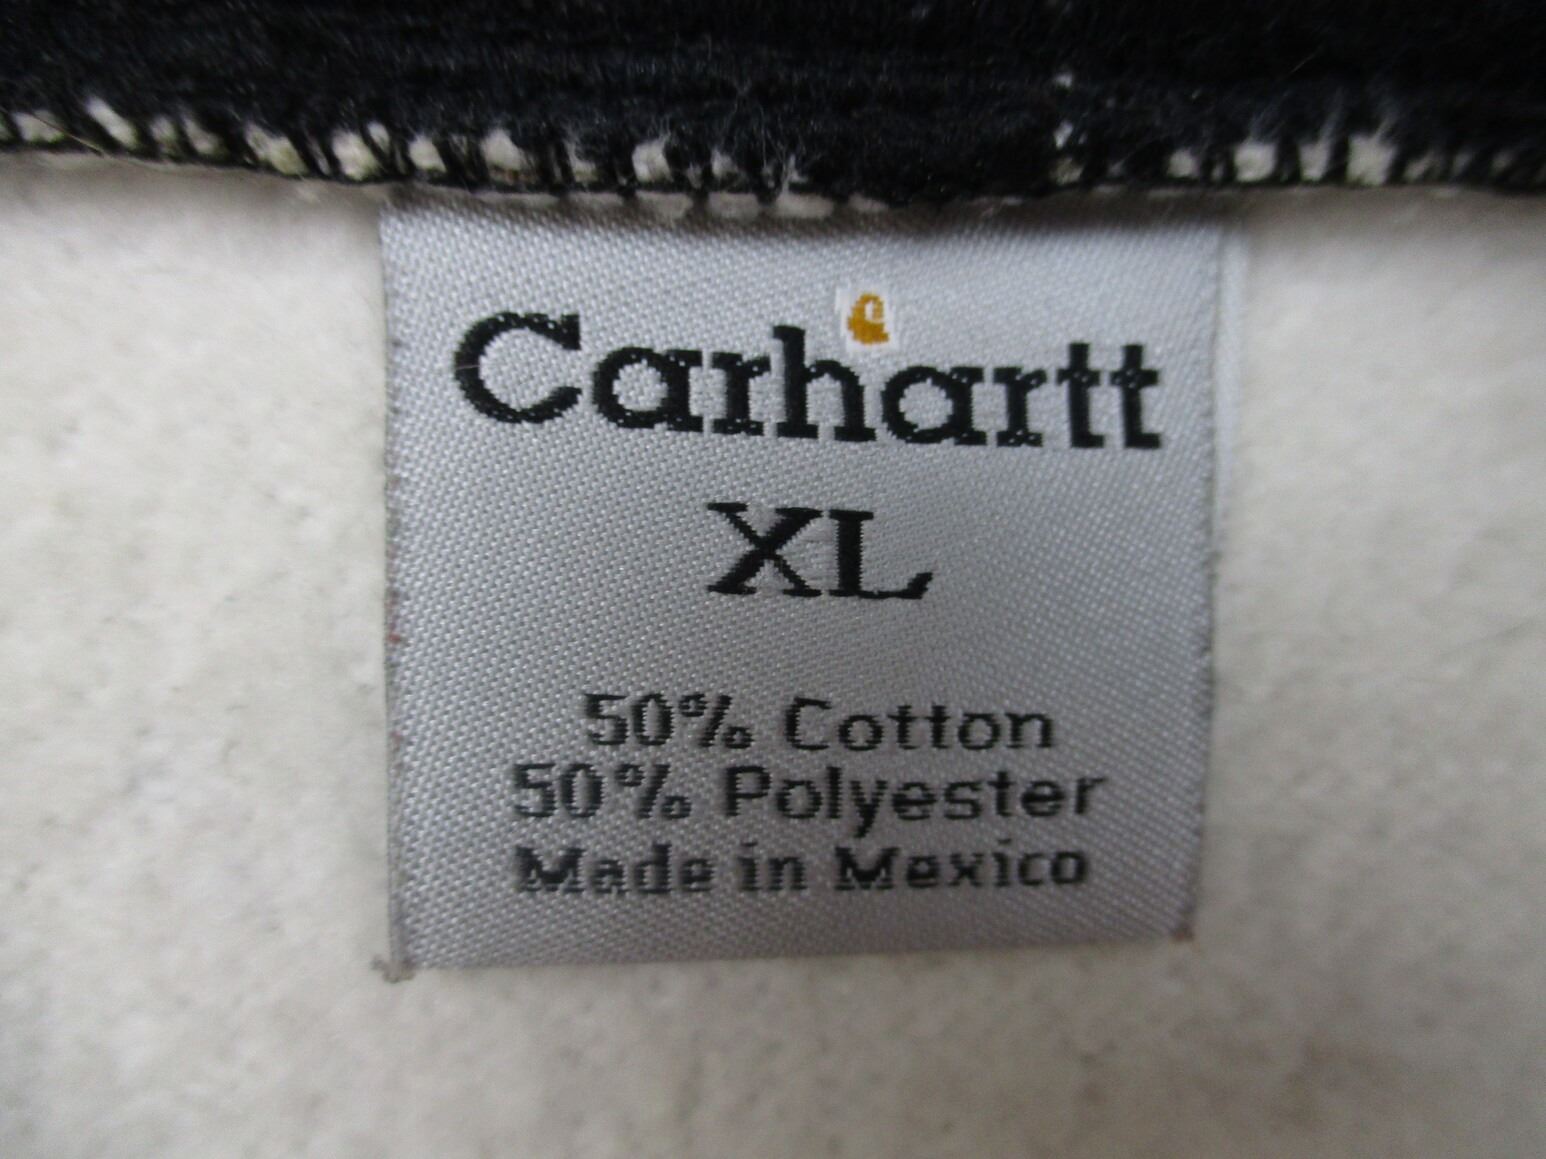 Carhartt
XL
50% Cotton
50% Polyester
Made in Mexico